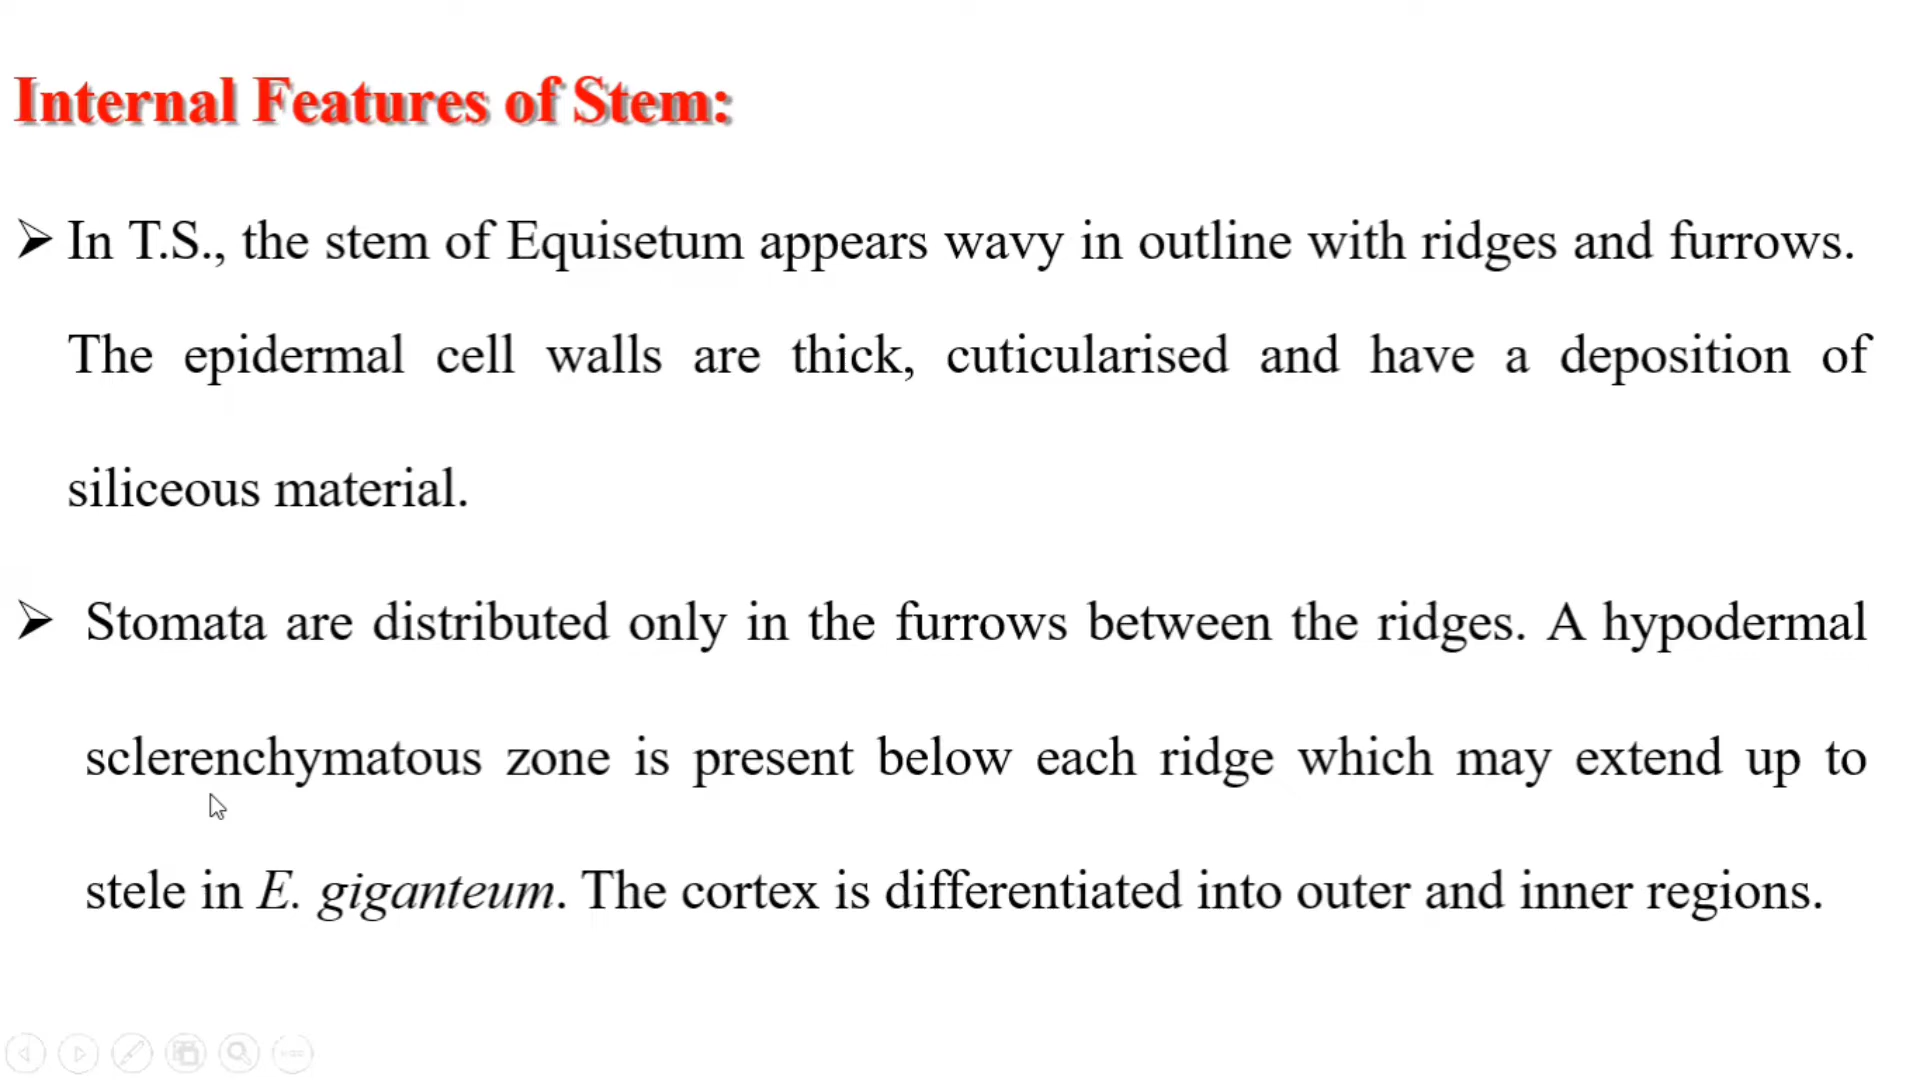 Internal Features of Stem:
➢ In T.S., the stem of Equisetum appears wavy in outline with ridges and furrows.
The epidermal cell walls are thick, cuticularised and have a deposition of
siliceous material.
➢ Stomata are distributed only in the furrows between the ridges. A hypodermal
sclerenchymatous zone is present below each ridge which may extend up to
stele in E. giganteum. The cortex is differentiated into outer and inner regions.